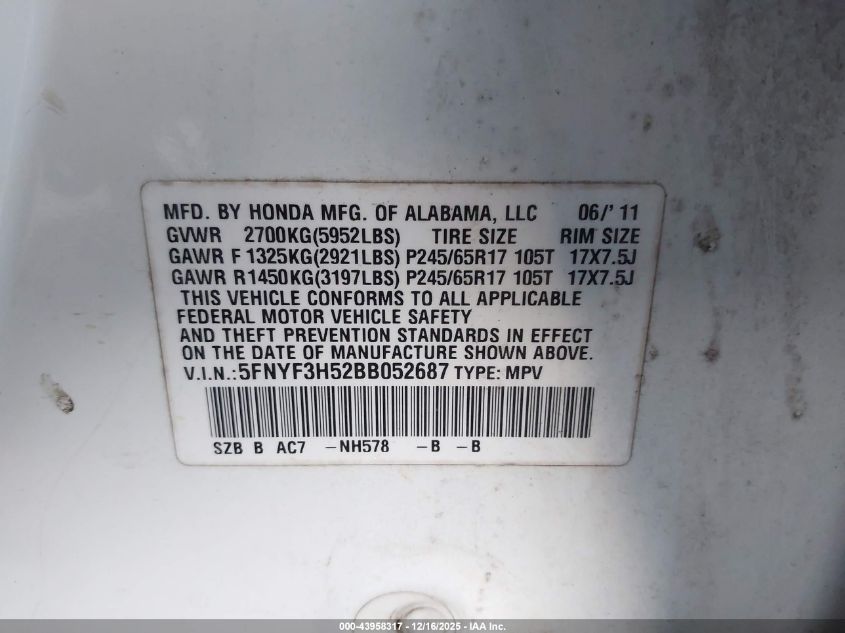 MFD. BY HONDA MFG. OF ALABAMA, LLC 06/' 11
GVWR 2700KG(5952LBS) TIRE SIZE RIM SIZE
GAWR F 1325KG(2921LBS) P245/65R17 105T 17X7.5J
GAWR R1450KG(3197LBS) P245/65R17 105T 17X7.5J
THIS VEHICLE CONFORMS TO ALL APPLICABLE
FEDERAL MOTOR VEHICLE SAFETY
AND THEFT PREVENTION STANDARDS IN EFFECT
ON THE DATE OF MANUFACTURE SHOWN ABOVE.
V.I.N.:5FNYF3H52BB052687 TYPE: MPV
SZB B AC7 -NH578 -B -B
000-43958317 - 12/16/2025 - IAA Inc.